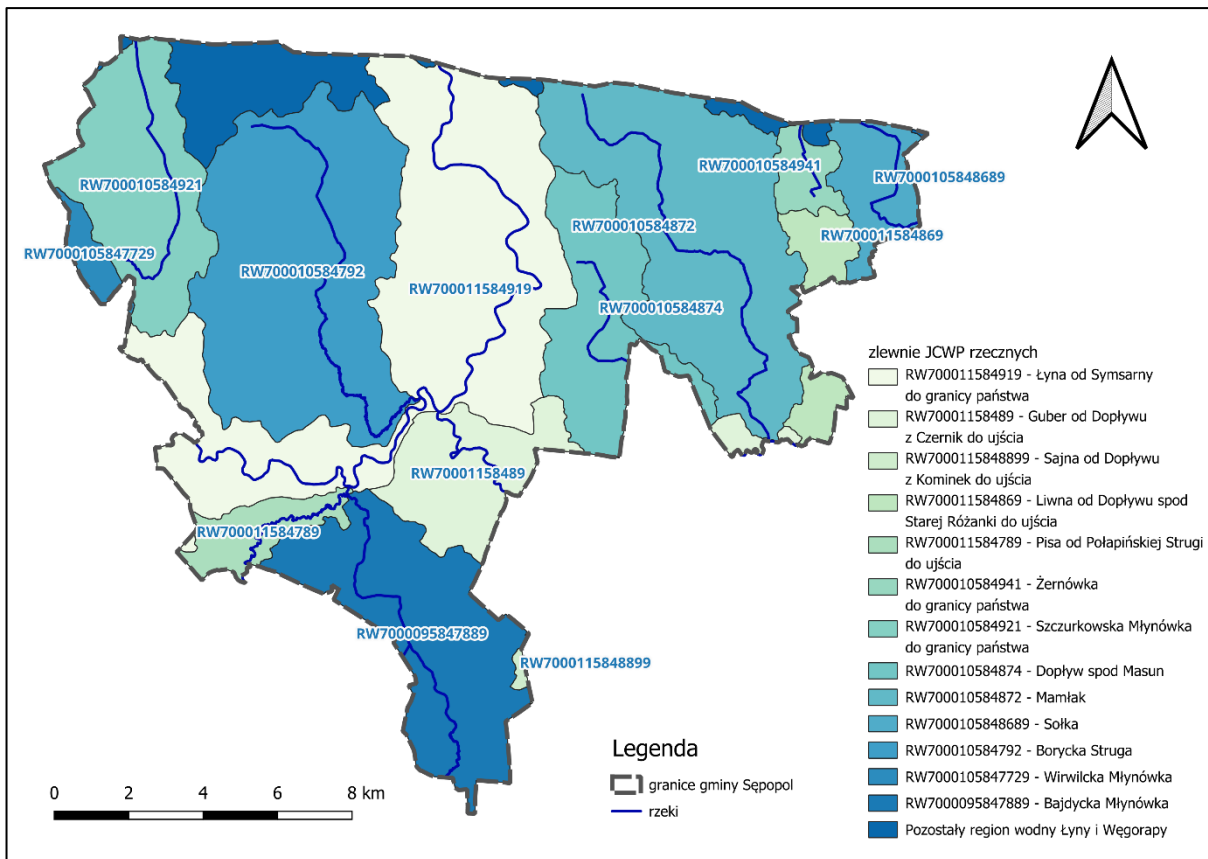 RW700010584941
RW7000105848689
RW700010584921
RW700010584872
RW700011584869
RW7000105847729
RW700010584792
RW700011584919
RW700010584874
RW70001158489
RW700011584789
RW7000095847889
RW7000115848899
zlewnie JCWP rzecznych
RW700011584919 - Łyna od Symsarny
do granicy państwa
RW70001158489 - Guber od Dopływu
z Czernik do ujścia
RW7000115848899 - Sajna od Dopływu
z Kominek do ujścia
RW700011584869 - Liwna od Dopływu spod
Starej Różanki do ujścia
RW700011584789 - Pisa od Połapińskiej Strugi
do ujścia
RW700010584941 - Żernówka
do granicy państwa
RW700010584921 - Szczurkowska Młynówka
do granicy państwa
RW700010584874 - Dopływ spod Masun
RW700010584872 - Mamłak
RW7000105848689 - Sołka
RW700010584792 - Borycka Struga
RW7000105847729 - Wirwilcka Młynówka
RW7000095847889 - Bajdycka Młynówka
Pozostały region wodny Łyny i Węgorapy
Legenda
granice gminy Sępopol
rzeki
0 2 4 6 8 km